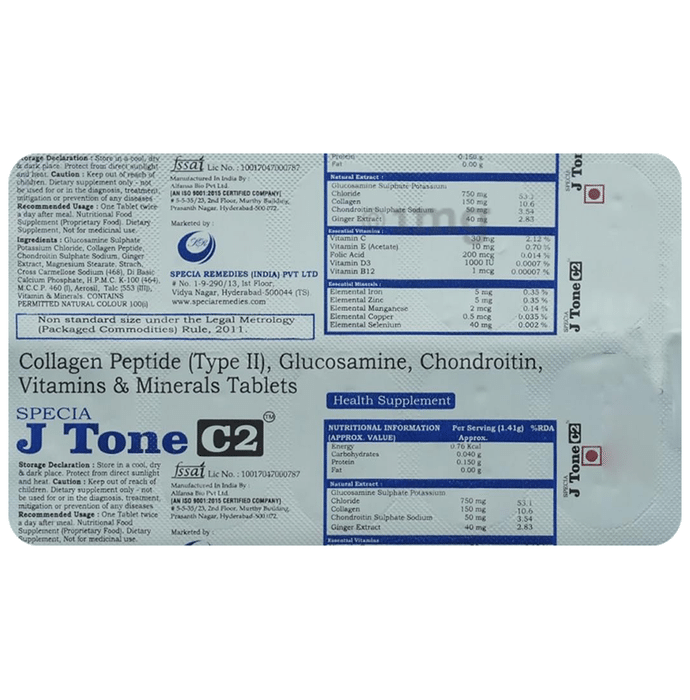 Storage Declaration : Store in a cool, dry
& dark place. Protect from direct sunlight
and heat. Caution : Keep out of reach of
children. Dietary supplement only - not
be used for or in the diagnosis, treatment,
mitigation or prevention of any diseases
Recommended Usage : One Tablet twice
a day after meal. Nutritional Food
Supplement (Proprietary Food), Dietary
Supplement, Not for medicinal use.
Ingredients : Glucosamine Sulphate
Potassium Chloride, Collagen Peptide,
Chondroitin Sulphate Sodium, Ginger
Extract, Magnesium Stearate, Strach,
Cross Carmellose Sodium (468), Di Basic
Calcium Phosphate, H.P.M.C. K-100 (464),
M.C.C.P. 460 (I), Aerosil, Talc [553 (III)],
Vitamin & Minerals. CONTAINS
PERMITTED NATURAL COLOUR 100(i)
fssai Lic No. : 10017047000787
Manufactured In India By :
Alfansa Bio Pvt Ltd.
(AN ISO 9001:2015 CERTIFIED COMPANY)
# 5-5-35/23, 2nd Floor, Murthy Building,
Prasanth Nagar, Hyderabad-500 072.
Marketed by :
SR
SPECIA REMEDIES (INDIA) PVT LTD
# No. 1-9-290/13, 1st Floor,
Vidya Nagar, Hyderabad-500044 (TS)
www.speciaremedies.com
Non standard size under the Legal Metrology
(Packaged Commodities) Rule, 2011.
Protein 0.150 g
Fat 0.00 g
Natural Extract :
Glucosamine Sulphate Potassium
Chloride 750 mg 53.2
Collagen 150 mg 10.6
Chondroitin Sulphate Sodium 50 mg 3.54
Ginger Extract 40 mg 2.83
1mg
Essential Vitamins :
Vitamin C 30 mg 2.12 %
Vitamin E (Acetate) 10 mg 0.70 %
Folic Acid 200 mcg 0.014 %
Vitamin D3 1000 IU 0.0007 %
Vitamin B12 1 mcg 0.00007 %
Essential Minerals :
Elemental Iron 5 mg 0.35 %
Elemental Zinc 5 mg 0.35 %
Elemental Manganese 2 mcg 0.14 %
Elemental Copper 0.5 mcg 0.035 %
Elemental Selenium 40 mg 0.002 %
SPECIA
J Tone C2
Collagen Peptide (Type II), Glucosamine, Chondroitin,
Vitamins & Minerals Tablets
Health Supplement
SPECIA
J Tone C2 TM
Storage Declaration : Store in a cool, dry
& dark place. Protect from direct sunlight
and heat. Caution : Keep out of reach of
children. Dietary supplement only - not
be used for or in the diagnosis, treatment,
mitigation or prevention of any diseases
Recommended Usage : One Tablet twice
a day after meal. Nutritional Food
Supplement (Proprietary Food), Dietary
Supplement, Not for medicinal use.
fssai Lic No. : 10017047000787
Manufactured In India By :
Alfansa Bio Pvt Ltd.
(AN ISO 9001:2015 CERTIFIED COMPANY)
# 5-5-35/23, 2nd Floor, Murthy Building,
Prasanth Nagar, Hyderabad-500 072.
Marketed by :
NUTRITIONAL INFORMATION Per Serving (1.41g) %RDA
(APPROX. VALUE) Approx.
Energy 0.76 Kcal
Carbohydrates 0.040 g
Protein 0.150 g
Fat 0.00 g
Natural Extract :
Glucosamine Sulphate Potassium
Chloride 750 mg 53.1
Collagen 150 mg 10.6
Chondroitin Sulphate Sodium 50 mg 3.54
Ginger Extract 40 mg 2.83
Essential Vitamins
SPECIA
J Tone C2